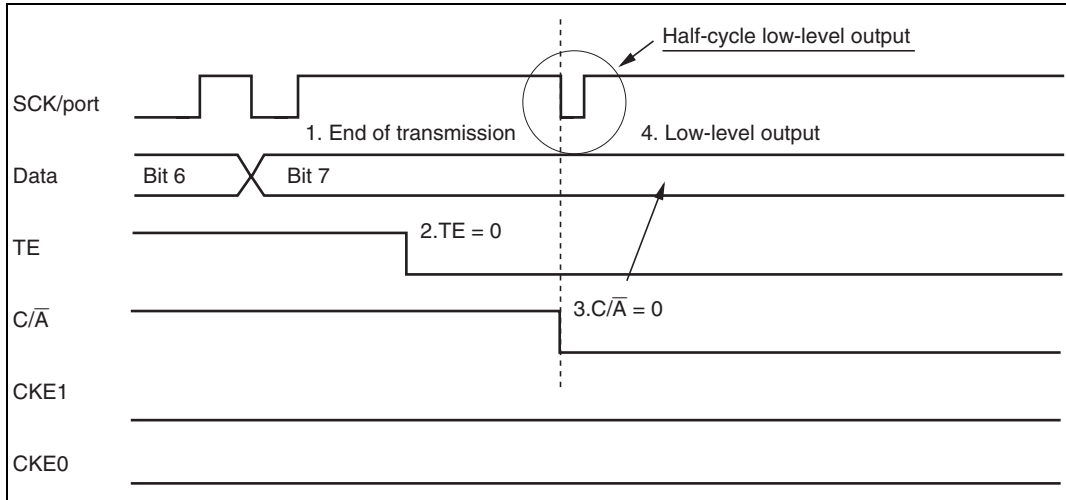 Half-cycle low-level output
SCK/port
1. End of transmission
4. Low-level output
Data
Bit 6
Bit 7
TE
2.TE = 0
C/A̅
3.C/A̅ = 0
CKE1
CKE0